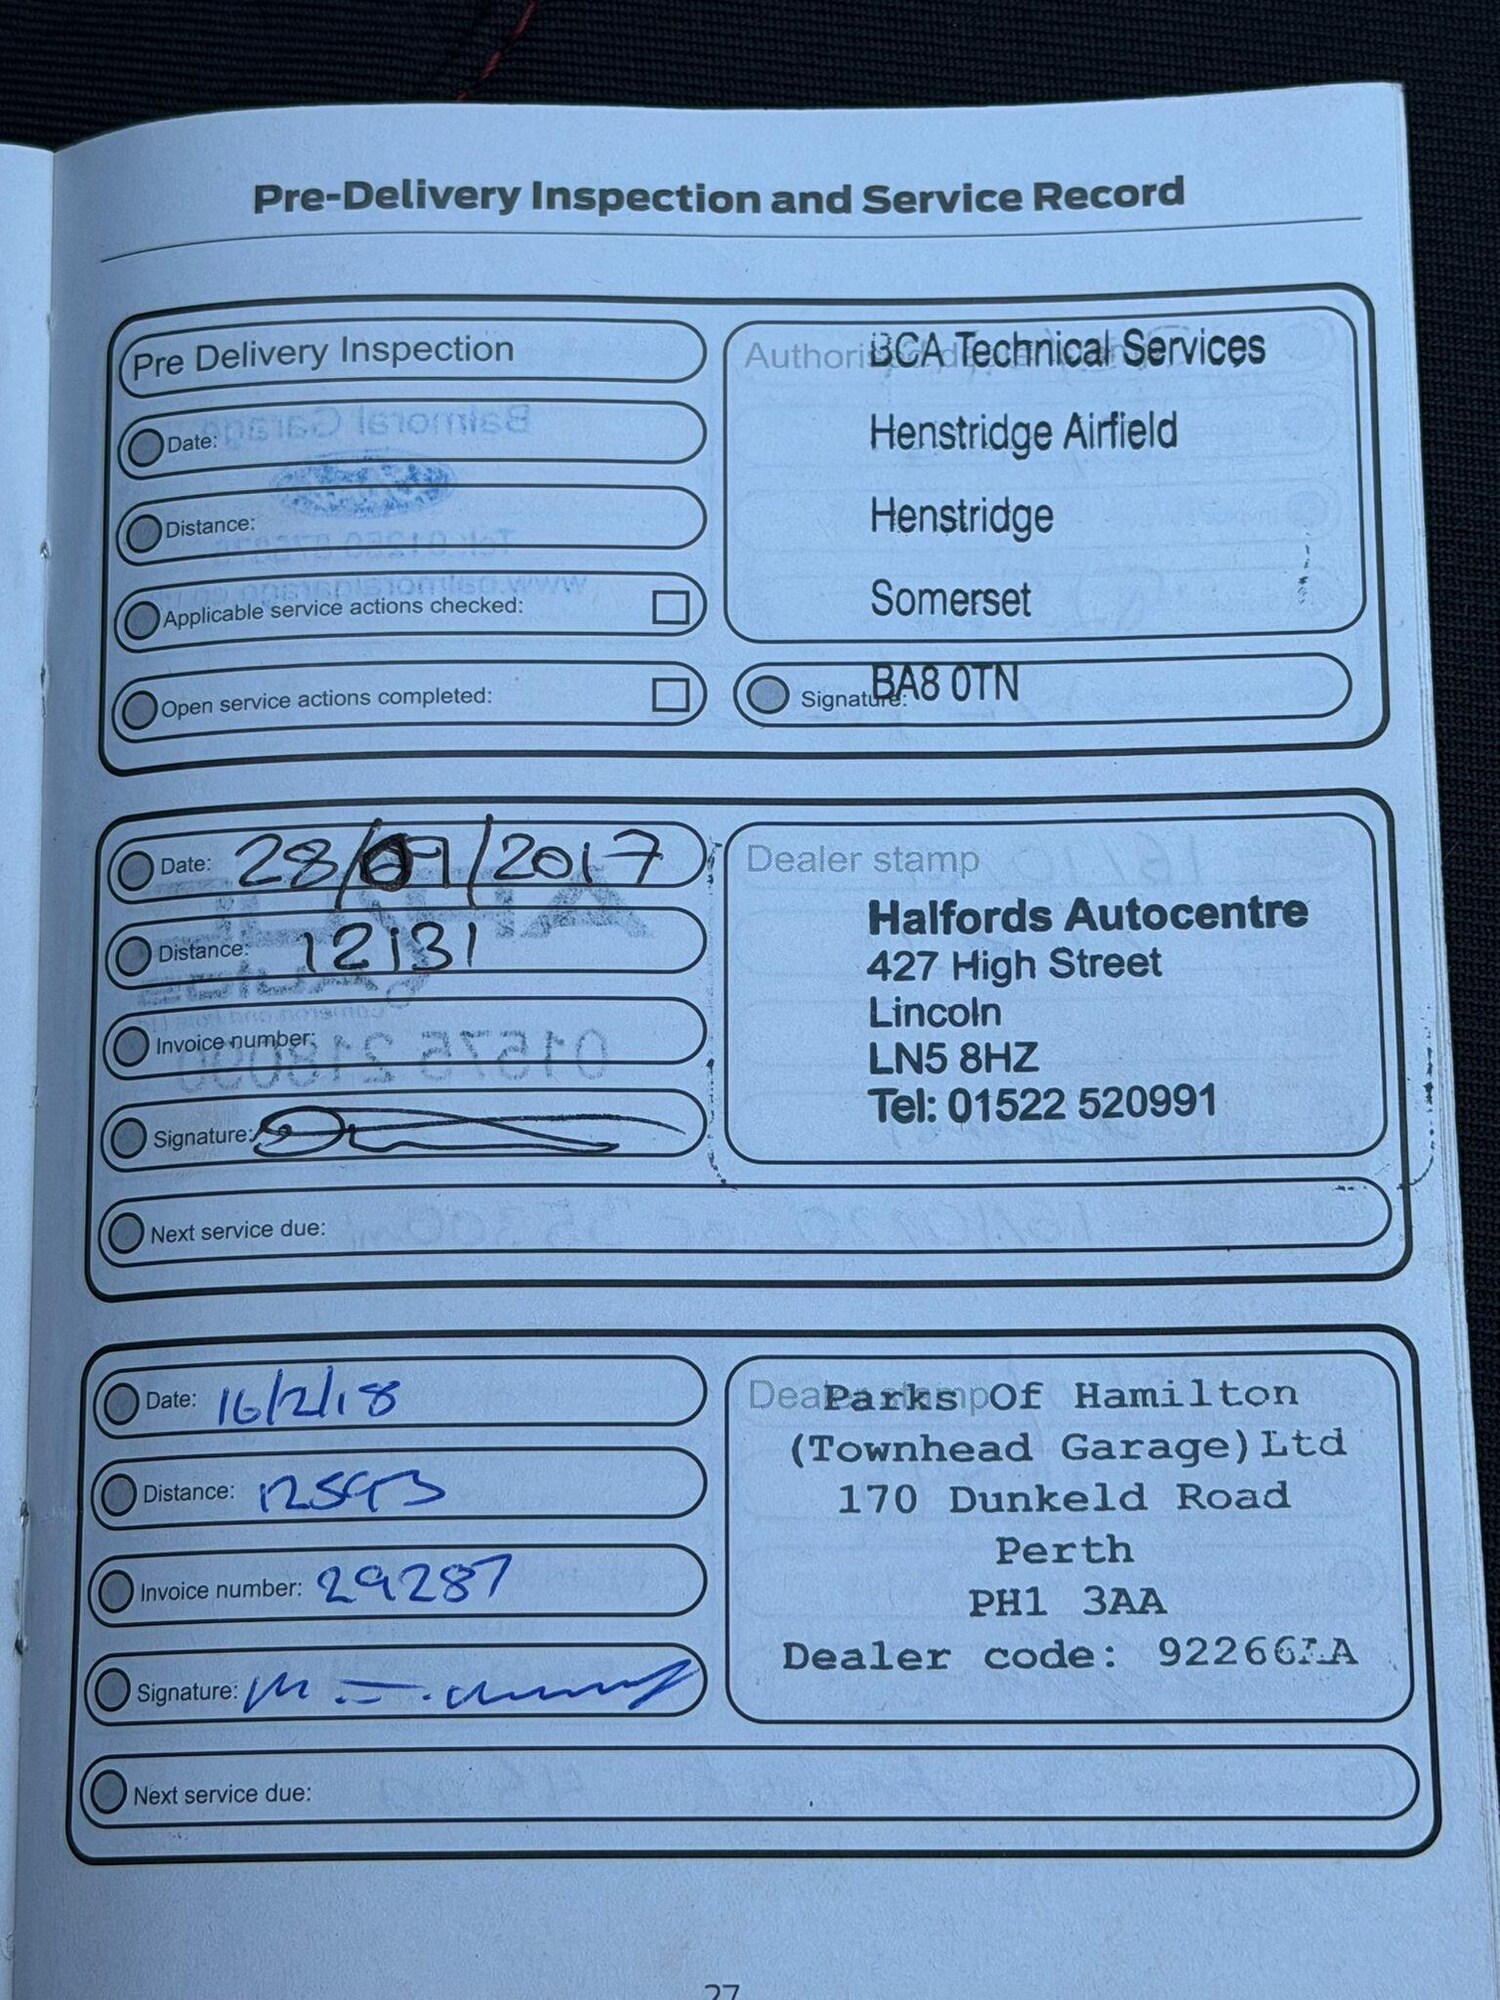 Pre-Delivery Inspection and Service Record
Pre Delivery Inspection
Date:
Distance:
Applicable service actions checked:
Open service actions completed:
BCA Technical Services
Henstridge Airfield
Henstridge
Somerset
BA8 0TN
Signature:
Date: 28/09/2017
Distance: 12131
Invoice number:
Signature:
Dealer stamp
Halfords Autocentre
427 High Street
Lincoln
LN5 8HZ
Tel: 01522 520991
Next service due:
Date: 16/2/18
Distance: 12593
Invoice number: 29287
Signature:
Dealer stamp
Parks Of Hamilton
(Townhead Garage) Ltd
170 Dunkeld Road
Perth
PH1 3AA
Dealer code:
Next service due:
27